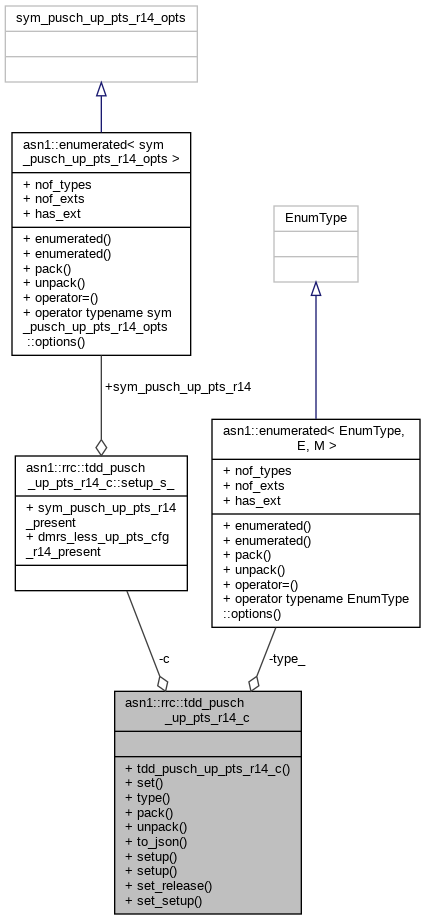 sym_pusch_up_pts_r14_opts
asn1::enumerated< sym
_pusch_up_pts_r14_opts >
+ nof_types
+ nof_exts
+ has_ext
+ enumerated()
+ enumerated()
+ pack()
+ unpack()
+ operator=()
+ operator typename sym
_pusch_up_pts_r14_opts
::options()
EnumType
+sym_pusch_up_pts_r14
asn1::enumerated< EnumType,
E, M >
+ nof_types
+ nof_exts
+ has_ext
+ enumerated()
+ enumerated()
+ pack()
+ unpack()
+ operator=()
+ operator typename EnumType
::options()
asn1::rrc::tdd_pusch
_up_pts_r14_c::setup_s_
+ sym_pusch_up_pts_r14
_present
+ dmrs_less_up_pts_cfg
_r14_present
-c
-type_
asn1::rrc::tdd_pusch
_up_pts_r14_c
+ tdd_pusch_up_pts_r14_c()
+ set()
+ type()
+ pack()
+ unpack()
+ to_json()
+ setup()
+ setup()
+ set_release()
+ set_setup()